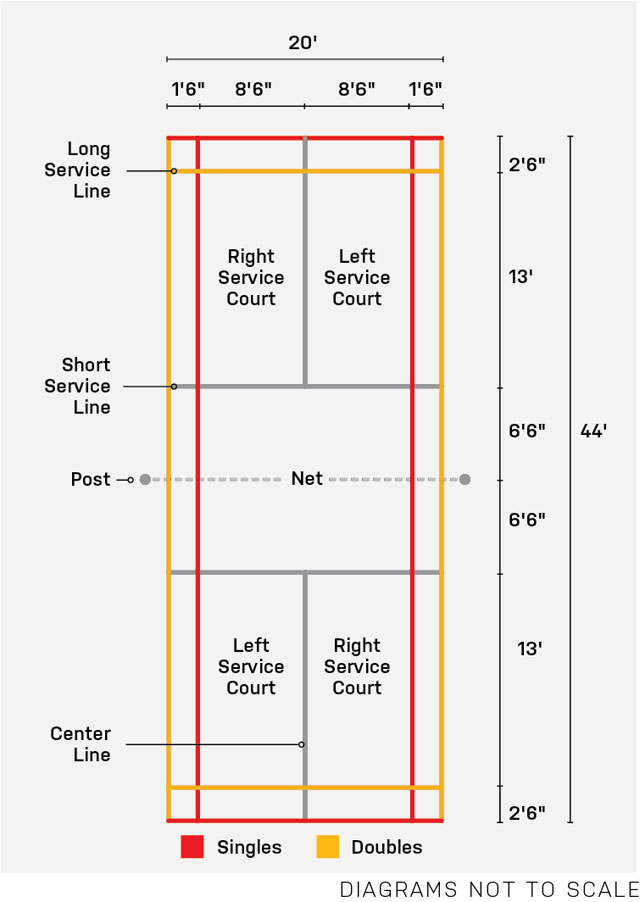 20'
1'6" 8'6" 8'6" 1'6"
Long
Service
Line
2'6"
Right
Service
Court
Left
Service
Court
13'
Short
Service
Line
6'6"
44'
Post
Net
6'6"
Left
Service
Court
Right
Service
Court
13'
Center
Line
2'6"
Singles
Doubles
DIAGRAMS NOT TO SCALE